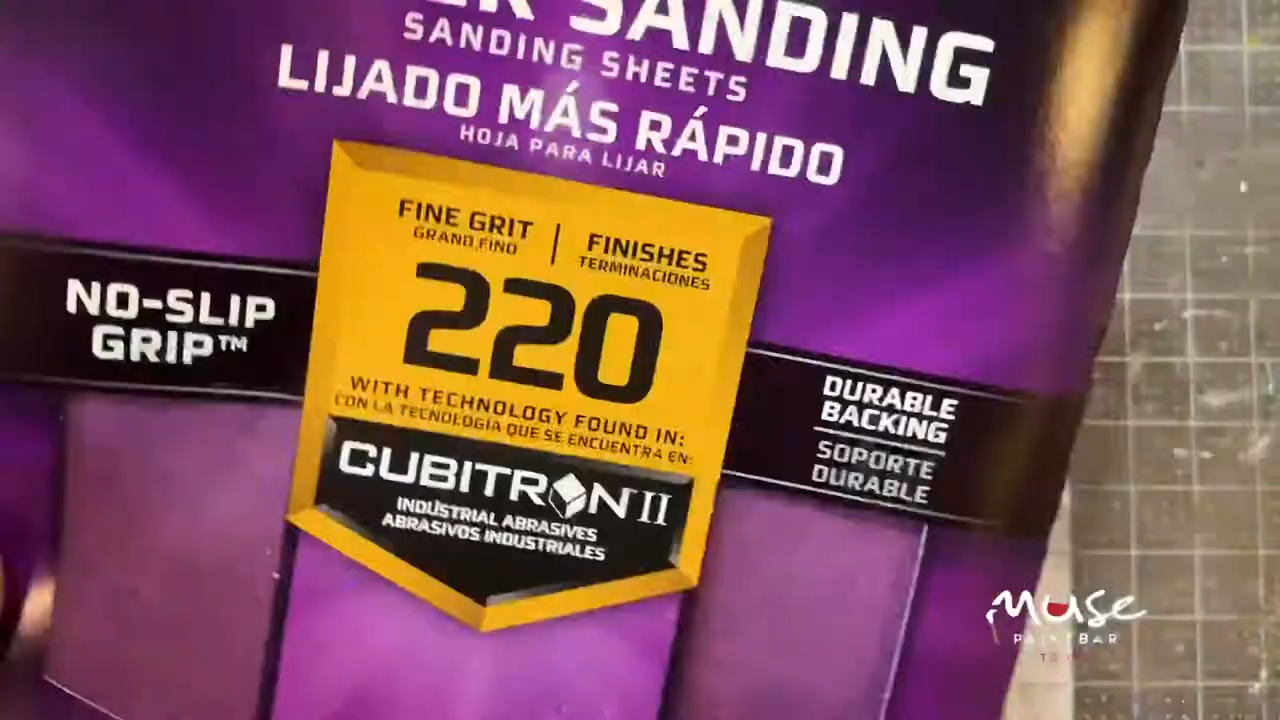 SANDING
SANDING SHEETS
LIJADO MÁS RÁPIDO
HOJA PARA LIJAR
FINE GRIT
GRANO FINO
FINISHES
TERMINACIONES
220
WITH TECHNOLOGY FOUND IN:
CON LA TECNOLOGÍA QUE SE ENCUENTRA EN:
CUBITRON II
INDUSTRIAL ABRASIVES
ABRASIVOS INDUSTRIALES
NO-SLIP
GRIP™
DURABLE
BACKING
SOPORTE
DURABLE
Muse
PAINTBAR